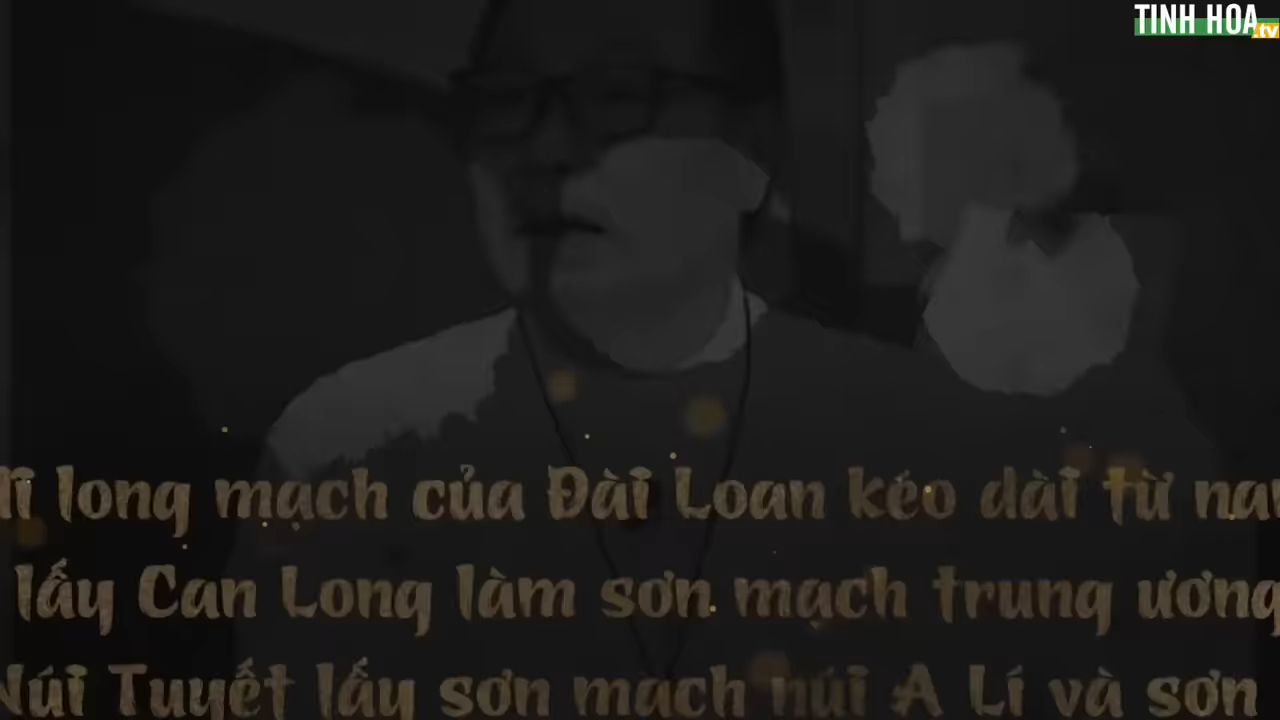 TINH HOA
.tv
long mạch của Đài Loan kéo dài từ
lấy Can Long làm sơn mạch trung ương
Núi Tuyết lấy sơn mạch núi A Lí và sơn